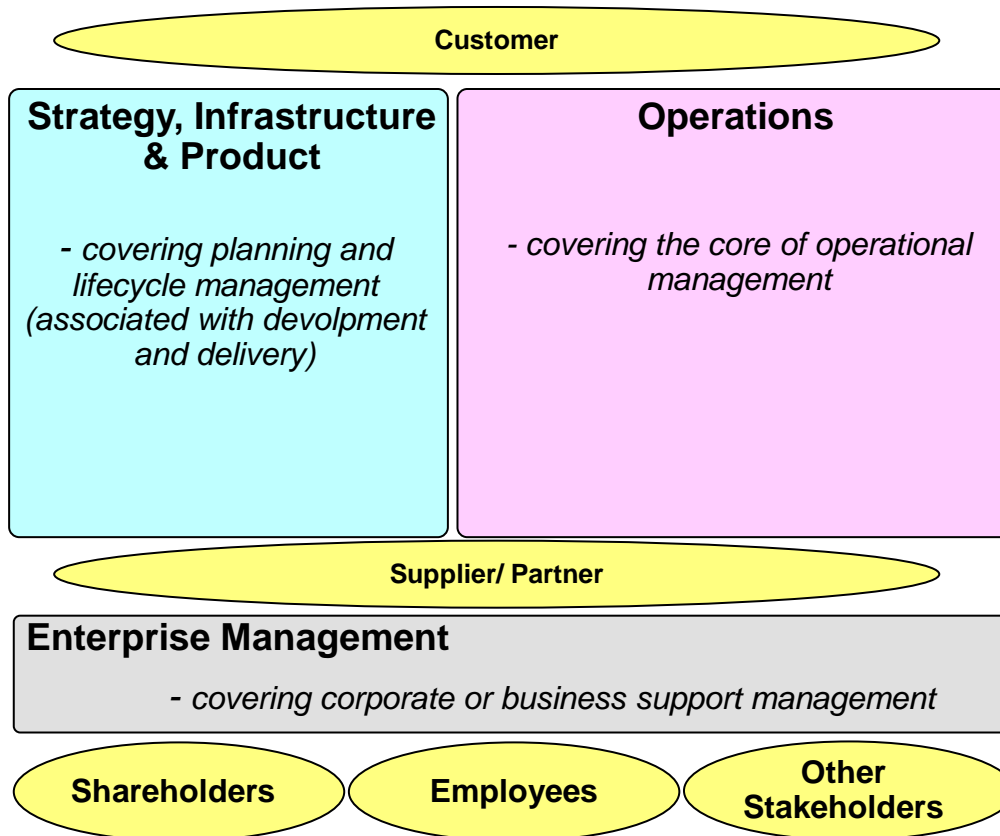 Customer
Strategy, Infrastructure
& Product
- covering planning and
lifecycle management
(associated with devolpment
and delivery)
Operations
- covering the core of operational
management
Supplier/ Partner
Enterprise Management
- covering corporate or business support management
Shareholders
Employees
Other
Stakeholders